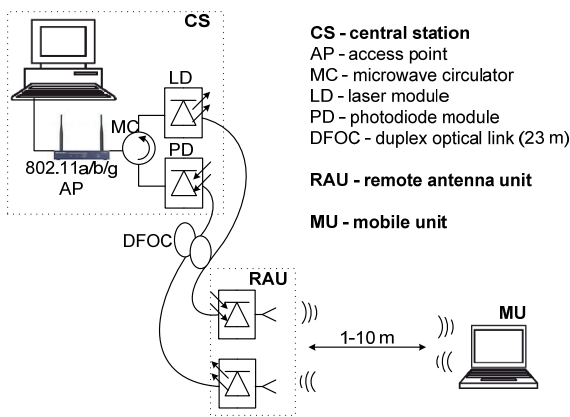 CS
LD
MC
PD
802.11a/b/g
AP
DFOC
RAU
1-10 m
MU
CS - central station
AP - access point
MC - microwave circulator
LD - laser module
PD - photodiode module
DFOC - duplex optical link (23 m)
RAU - remote antenna unit
MU - mobile unit